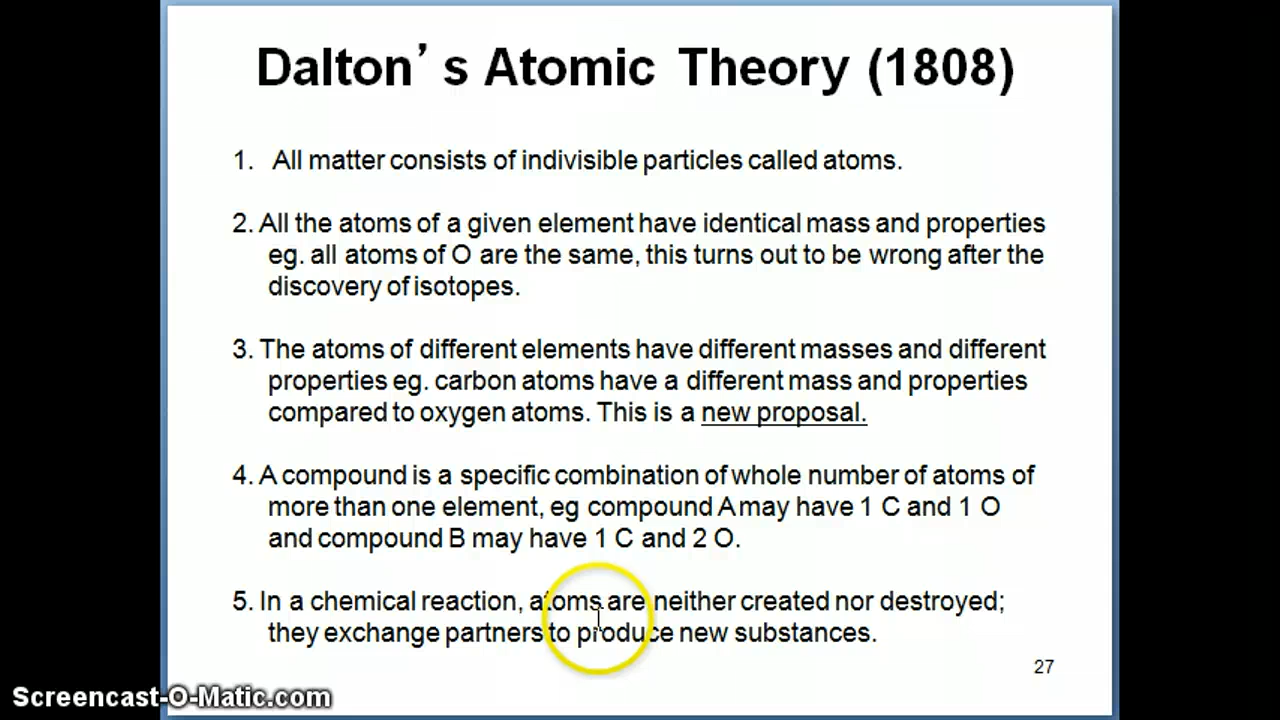 Dalton’s Atomic Theory (1808)
1. All matter consists of indivisible particles called atoms.
2. All the atoms of a given element have identical mass and properties
eg. all atoms of O are the same, this turns out to be wrong after the
discovery of isotopes.
3. The atoms of different elements have different masses and different
properties eg. carbon atoms have a different mass and properties
compared to oxygen atoms. This is a new proposal.
4. A compound is a specific combination of whole number of atoms of
more than one element, eg compound A may have 1 C and 1 O
and compound B may have 1 C and 2 O.
5. In a chemical reaction, atoms are neither created nor destroyed;
they exchange partners to produce new substances.
27
Screencast-O-Matic.com